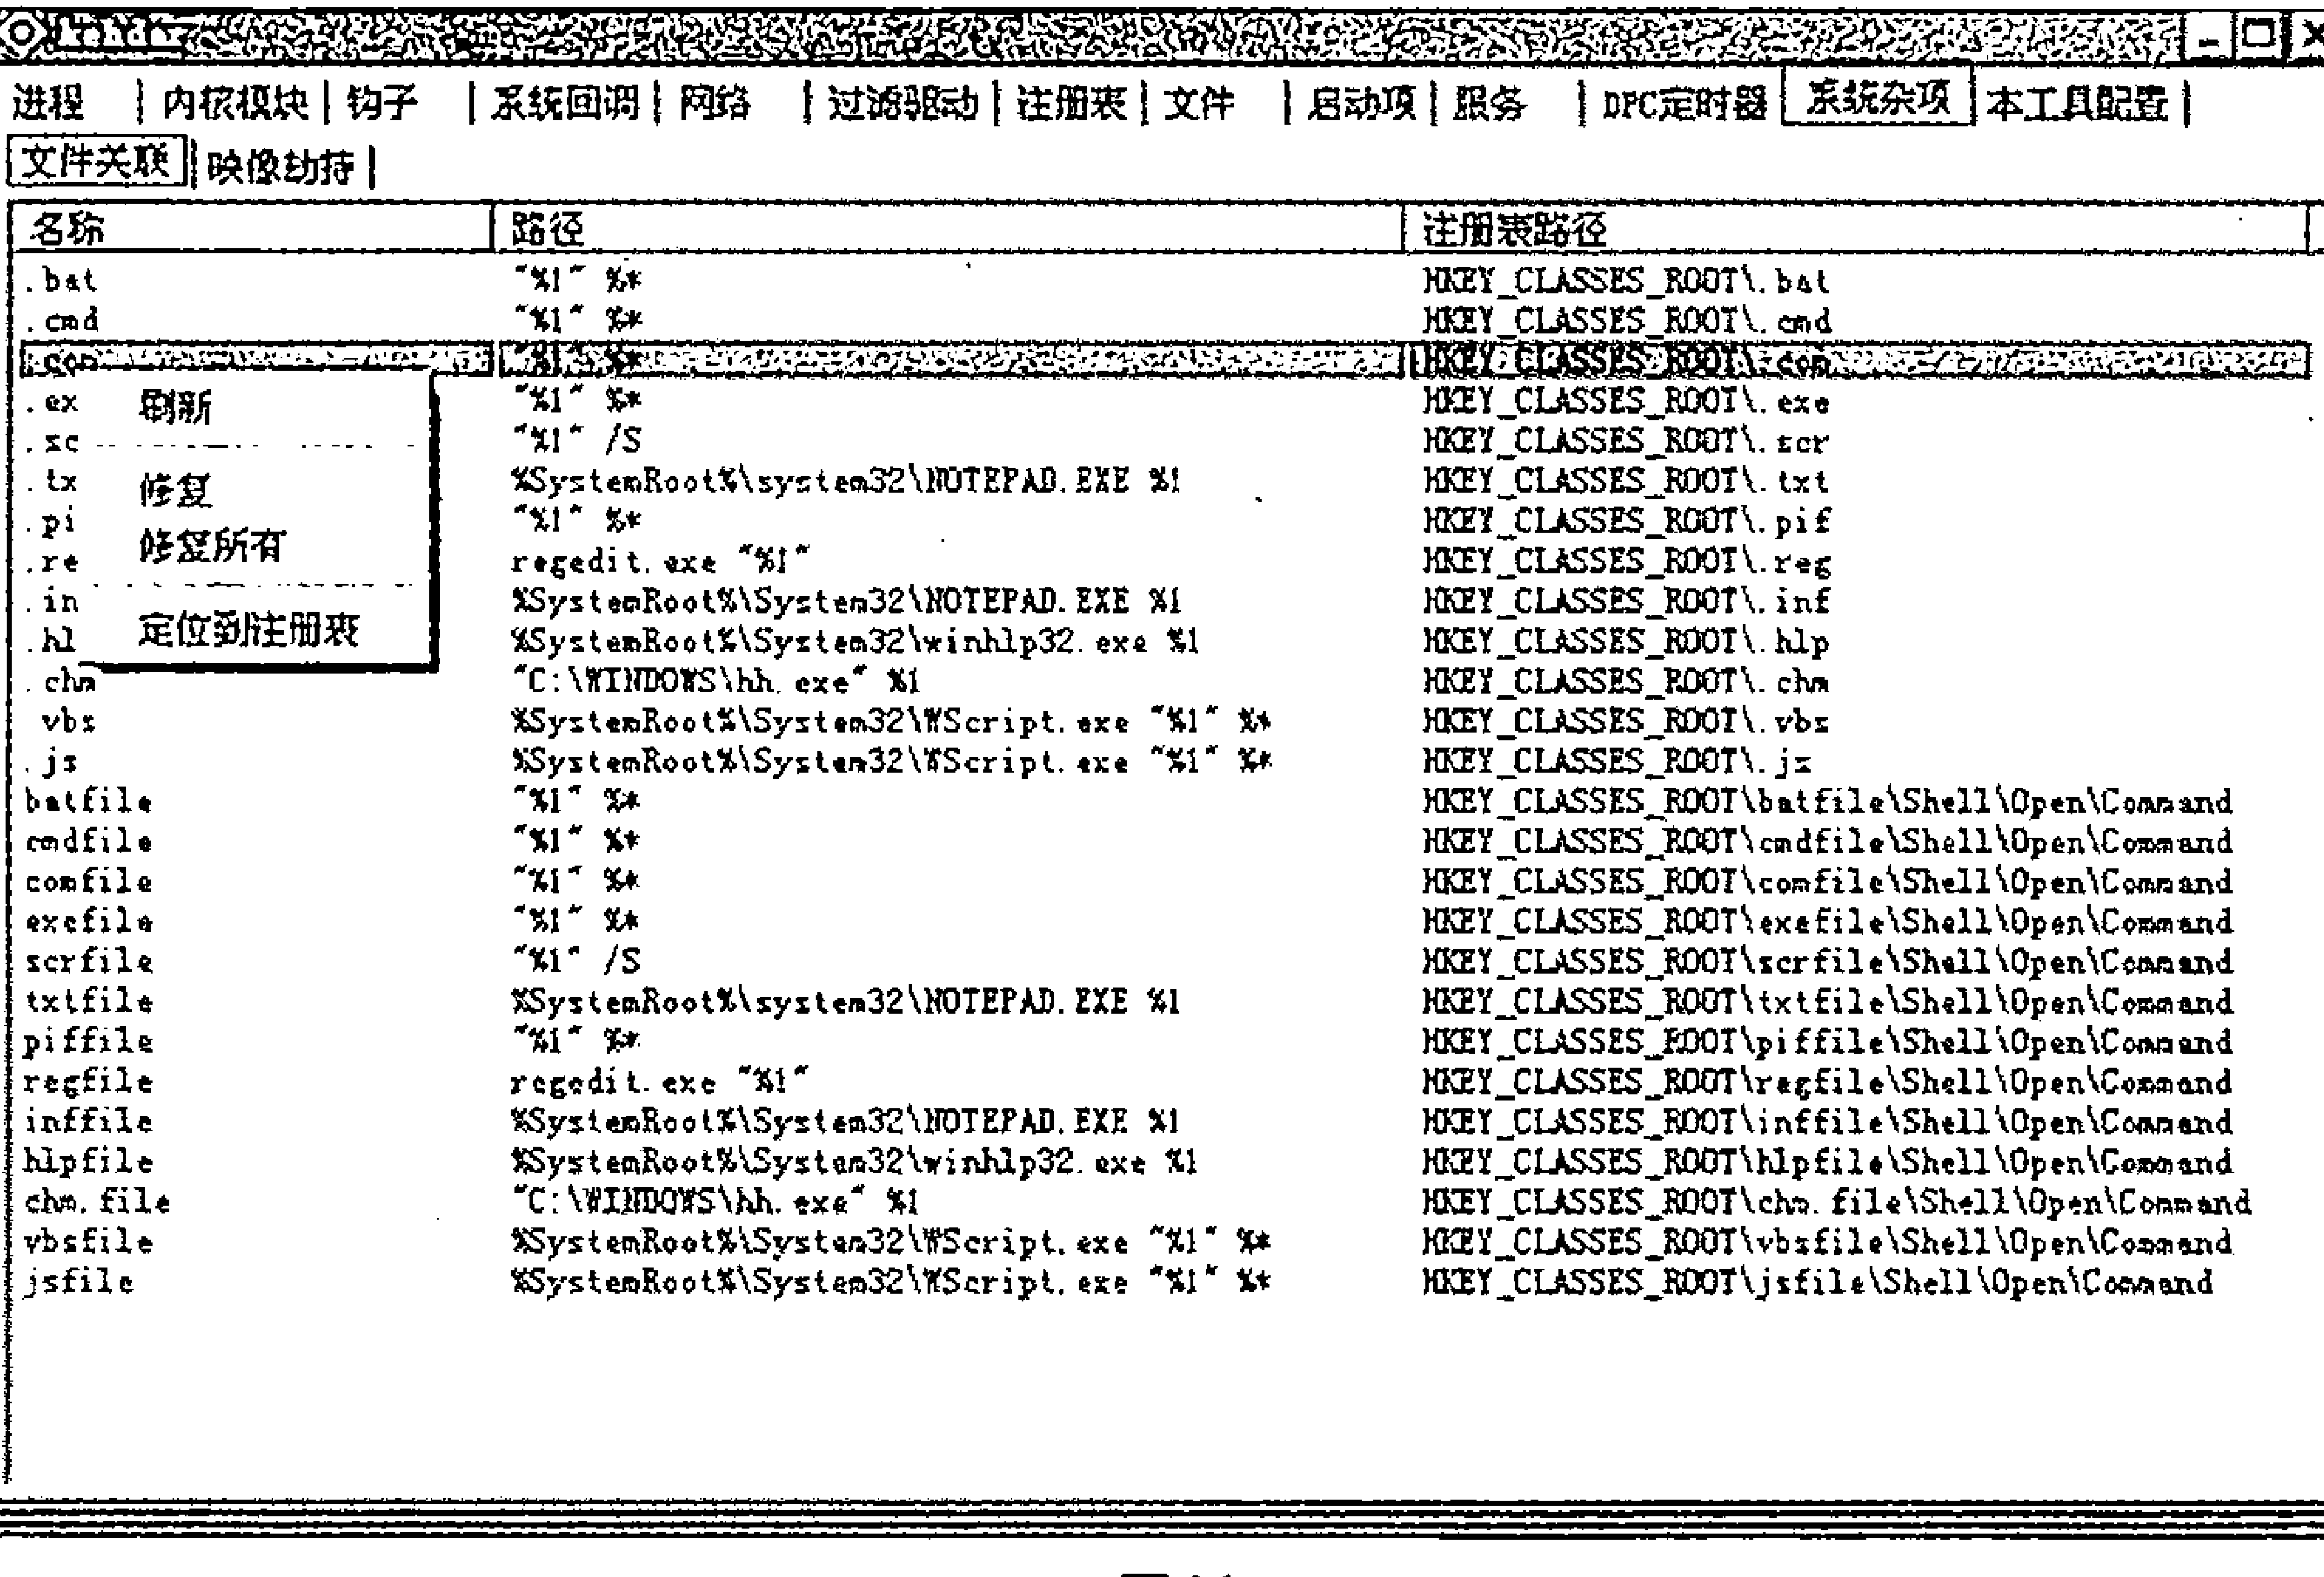 进程 | 内核模块 | 钩子 | 系统回调 | 网络 | 过滤驱动 | 注册表 | 文件 | 启动项 | 服务 | DPC定时器 | 系统杂项 | 本工具配置 |
文件关联 | 映像劫持 |
名称 路径 注册表路径
.bat "%1" %* HKEY_CLASSES_ROOT\.bat
.cmd "%1" %* HKEY_CLASSES_ROOT\.cmd
.com "%1" %* HKEY_CLASSES_ROOT\.com
.ex "%1" %* HKEY_CLASSES_ROOT\.exe
.sc "%1" /S HKEY_CLASSES_ROOT\.scr
.tx %SystemRoot%\system32\NOTEPAD.EXE %1 HKEY_CLASSES_ROOT\.txt
.pi "%1" %* HKEY_CLASSES_ROOT\.pif
.re regedit.exe "%1" HKEY_CLASSES_ROOT\.reg
.in %SystemRoot%\System32\NOTEPAD.EXE %1 HKEY_CLASSES_ROOT\.inf
.hl %SystemRoot%\System32\winhlp32.exe %1 HKEY_CLASSES_ROOT\.hlp
.chm "C:\WINDOWS\hh.exe" %1 HKEY_CLASSES_ROOT\.chm
vbs %SystemRoot%\System32\WScript.exe "%1" %* HKEY_CLASSES_ROOT\.vbs
.js %SystemRoot%\System32\WScript.exe "%1" %* HKEY_CLASSES_ROOT\.js
batfile "%1" %* HKEY_CLASSES_ROOT\batfile\Shell\Open\Command
cmdfile "%1" %* HKEY_CLASSES_ROOT\cmdfile\Shell\Open\Command
comfile "%1" %* HKEY_CLASSES_ROOT\comfile\Shell\Open\Command
exefile "%1" %* HKEY_CLASSES_ROOT\exefile\Shell\Open\Command
scrfile "%1" /S HKEY_CLASSES_ROOT\scrfile\Shell\Open\Command
txtfile %SystemRoot%\system32\NOTEPAD.EXE %1 HKEY_CLASSES_ROOT\txtfile\Shell\Open\Command
piffile "%1" %* HKEY_CLASSES_ROOT\piffile\Shell\Open\Command
regfile regedit.exe "%1" HKEY_CLASSES_ROOT\regfile\Shell\Open\Command
inffile %SystemRoot%\System32\NOTEPAD.EXE %1 HKEY_CLASSES_ROOT\inffile\Shell\Open\Command
hlpfile %SystemRoot%\System32\winhlp32.exe %1 HKEY_CLASSES_ROOT\hlpfile\Shell\Open\Command
chm.file "C:\WINDOWS\hh.exe" %1 HKEY_CLASSES_ROOT\chm.file\Shell\Open\Command
vbsfile %SystemRoot%\System32\WScript.exe "%1" %* HKEY_CLASSES_ROOT\vbsfile\Shell\Open\Command
jsfile %SystemRoot%\System32\WScript.exe "%1" %* HKEY_CLASSES_ROOT\jsfile\Shell\Open\Command
刷新
修复
修复所有
定位到注册表